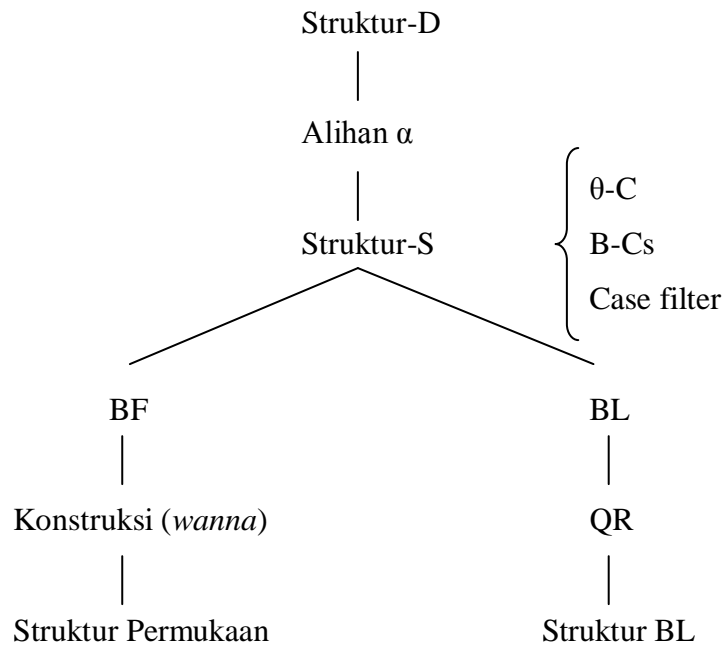 Struktur-D
Alihan α
θ-C
Struktur-S
B-Cs
Case filter
BF
BL
Konstruksi (wanna)
QR
Struktur Permukaan
Struktur BL